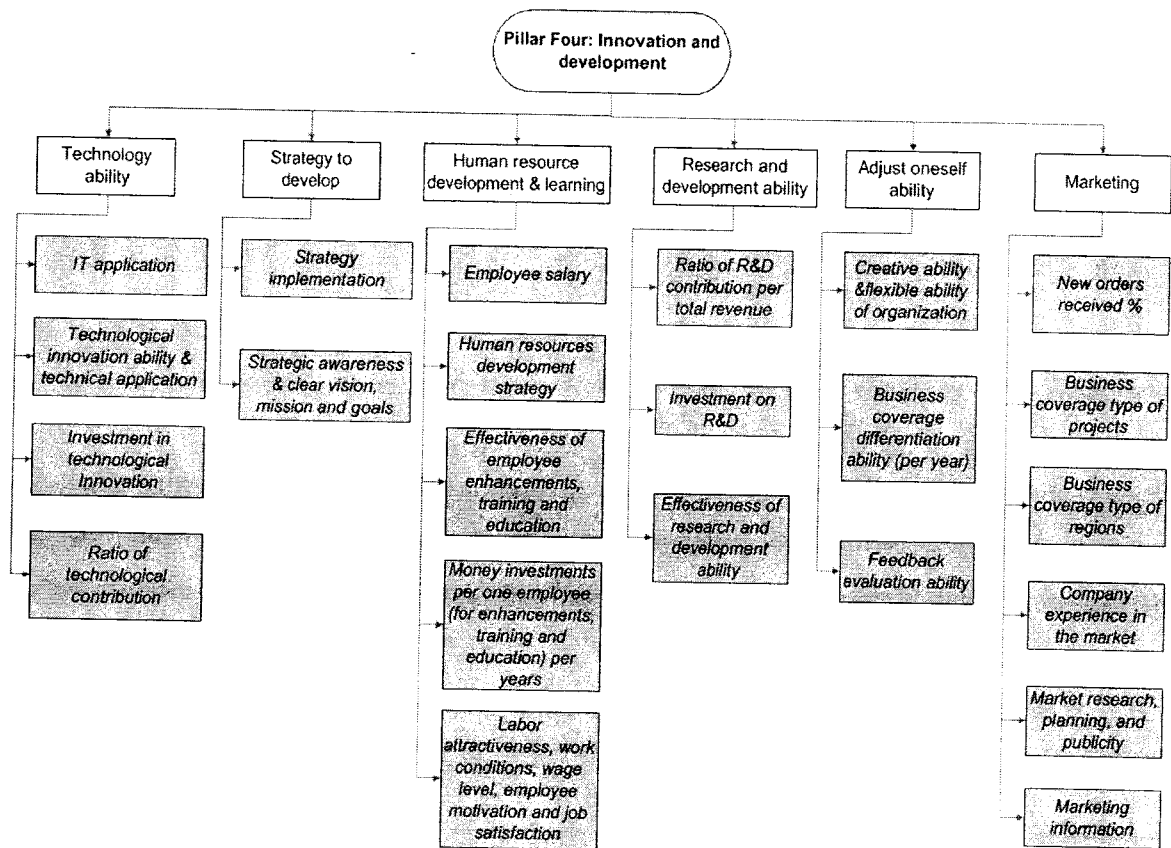 Pillar Four: Innovation and
development
Technology
ability
IT application
Technological
innovation ability &
technical application
Investment in
technological
Innovation
Ratio of
technological
contribution
Strategy to
develop
Strategy
implementation
Strategic awareness
& clear vision,
mission and goals
Human resource
development & learning
Employee salary
Human resources
development
strategy
Effectiveness of
employee
enhancements,
training and
education
Money investments
per one employee
(for enhancements,
training and
education) per
years
Labor
attractiveness, work
conditions, wage
level, employee
motivation and job
satisfaction
Research and
development ability
Ratio of R&D
contribution per
total revenue
Investment on
R&D
Effectiveness of
research and
development
ability
Adjust oneself
ability
Creative ability
&flexible ability
of organization
Business
coverage
differentiation
ability (per year)
Feedback
evaluation ability
Marketing
New orders
received %
Business
coverage type of
projects
Business
coverage type of
regions
Company
experience in
the market
Market research,
planning, and
publicity
Marketing
information